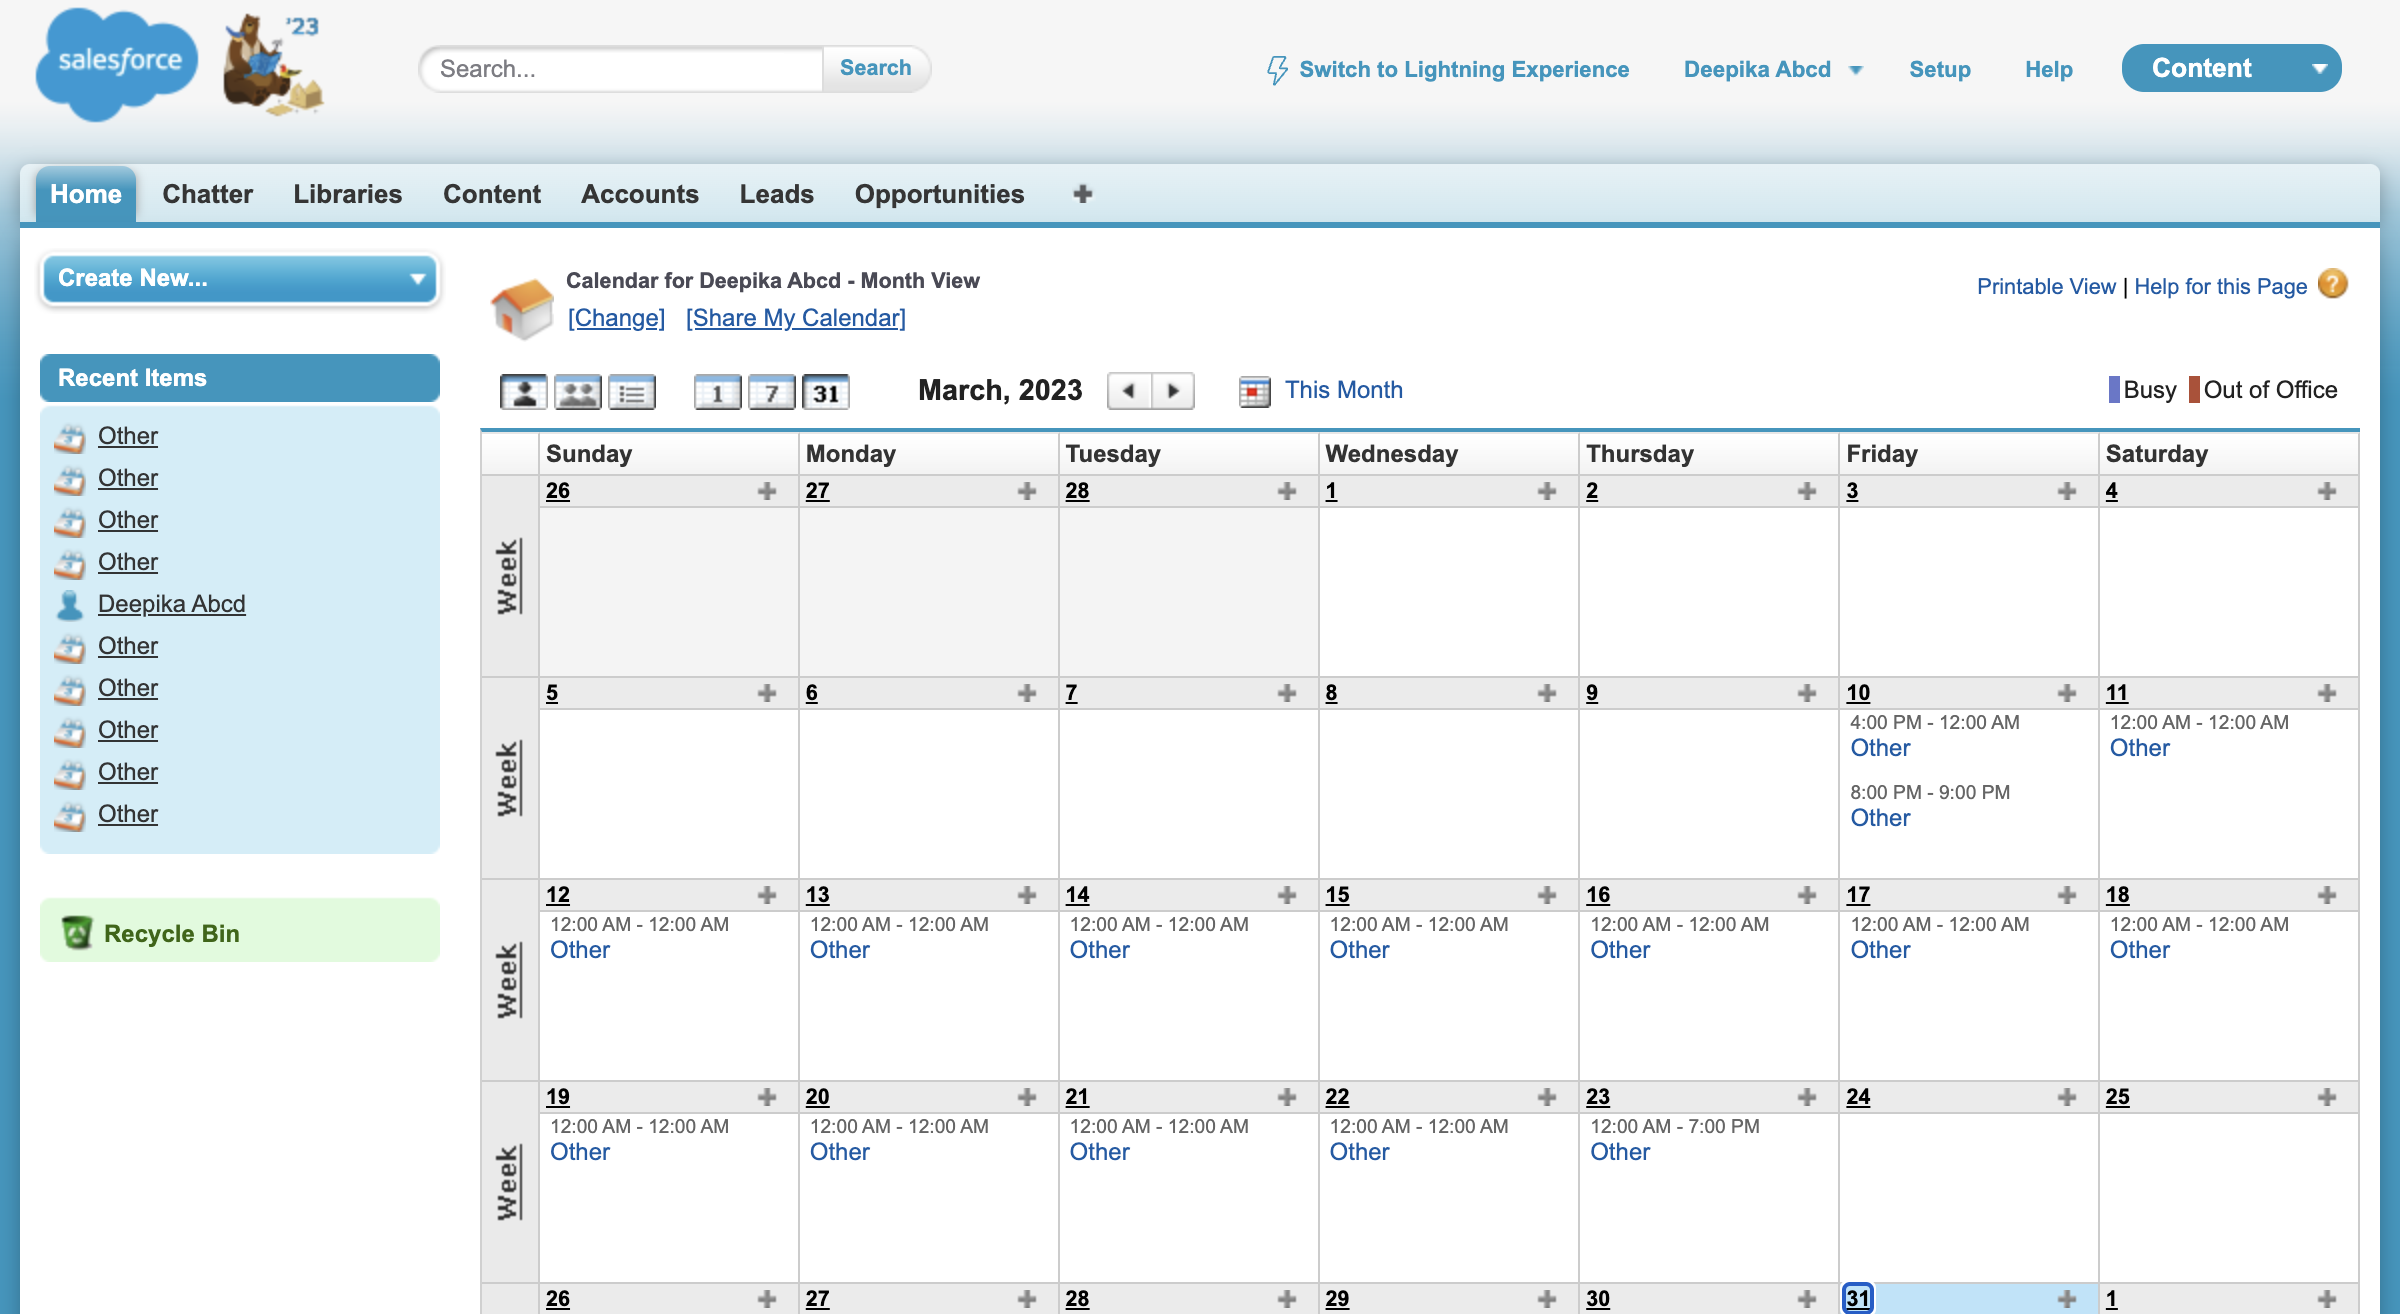 salesforce
'23
Search...
Search
Switch to Lightning Experience
Deepika Abcd
Setup
Help
Content
Home
Chatter
Libraries
Content
Accounts
Leads
Opportunities
Create New...
Recent Items
Other
Other
Other
Other
Deepika Abcd
Other
Other
Other
Other
Other
Recycle Bin
Calendar for Deepika Abcd - Month View
[Change] [Share My Calendar]
Printable View | Help for this Page ?
1 7 31
March, 2023
This Month
Busy Out of Office
Sunday Monday Tuesday Wednesday Thursday Friday Saturday
26 27 28 1 2 3 4
Week
5 6 7 8 9 10 11
Week
4:00 PM - 12:00 AM 12:00 AM - 12:00 AM
Other Other
8:00 PM - 9:00 PM
Other
12 13 14 15 16 17 18
Week
12:00 AM - 12:00 AM 12:00 AM - 12:00 AM 12:00 AM - 12:00 AM 12:00 AM - 12:00 AM 12:00 AM - 12:00 AM 12:00 AM - 12:00 AM 12:00 AM - 12:00 AM
Other Other Other Other Other Other Other
19 20 21 22 23 24 25
Week
12:00 AM - 12:00 AM 12:00 AM - 12:00 AM 12:00 AM - 12:00 AM 12:00 AM - 12:00 AM 12:00 AM - 7:00 PM
Other Other Other Other Other
26 27 28 29 30 31 1